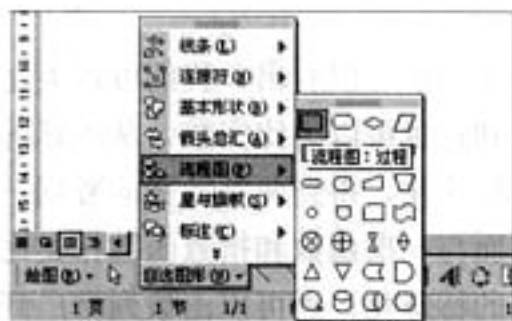 线条(L)
连接符(N)
基本形状(B)
箭头总汇(A)
流程图(F)
流程图：过程
星与旗帜(S)
标注(C)
绘图(D)
自选图形(U)
1 页 1 节 1/1